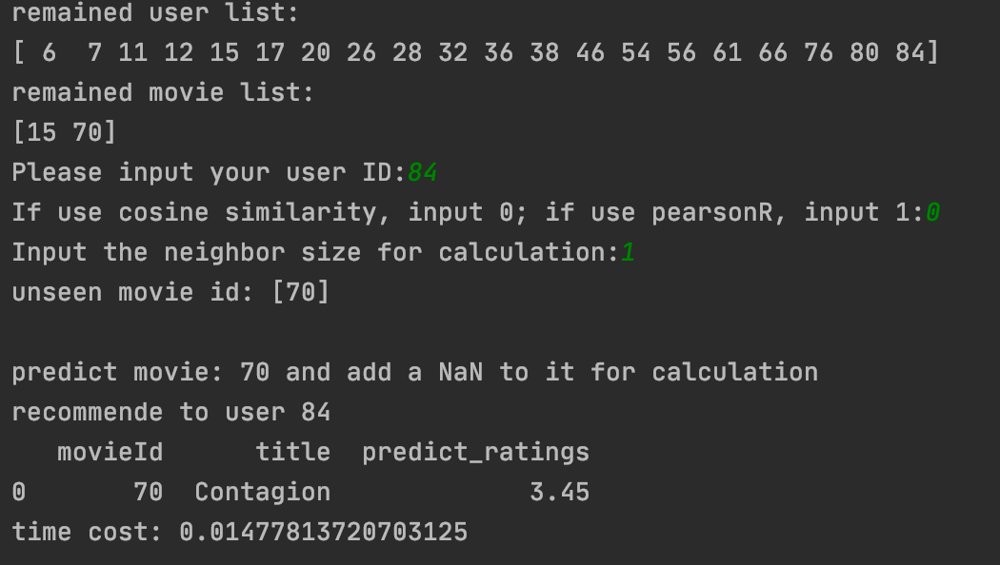 remained user list:
[ 6  7 11 12 15 17 20 26 28 32 36 38 46 54 56 61 66 76 80 84]
remained movie list:
[15 70]
Please input your user ID:84
If use cosine similarity, input 0; if use pearsonR, input 1:0
Input the neighbor size for calculation:1
unseen movie id: [70]
predict movie: 70 and add a NaN to it for calculation
recommende to user 84
   movieId      title  predict_ratings
0       70  Contagion             3.45
time cost: 0.01477813720703125